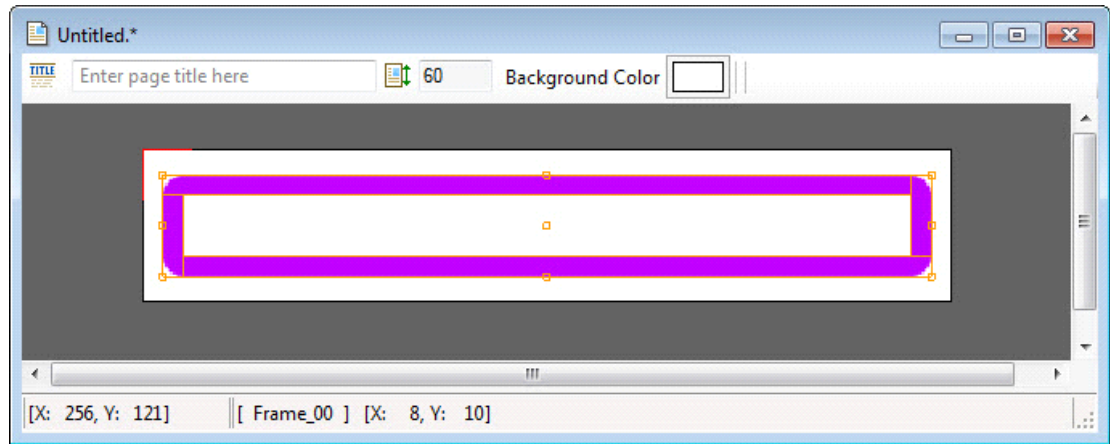 Untitled.*
TITLE Enter page title here 60 Background Color
[X: 256, Y: 121] [ Frame_00 ] [X: 8, Y: 10]